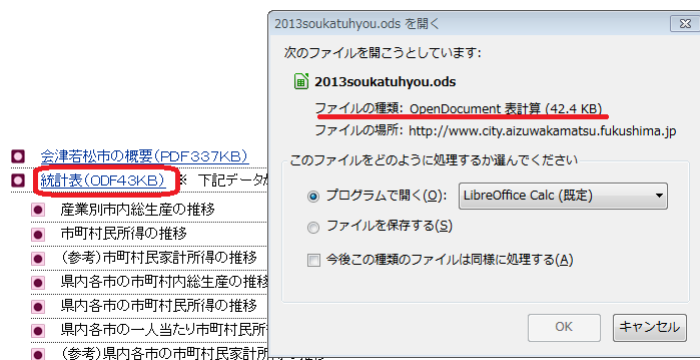 2013soukatuhyou.ods を開く
次のファイルを開こうとしています:
2013soukatuhyou.ods
ファイルの種類: OpenDocument 表計算 (42.4 KB)
ファイルの場所: http://www.city.aizuwakamatsu.fukushima.jp
このファイルをどのように処理するか選んでください
プログラムで開く(O): LibreOffice Calc (既定)
ファイルを保存する(S)
今後この種類のファイルは同様に処理する(A)
OK キャンセル
会津若松市の概要(PDF337KB)
統計表(ODF43KB) ※ 下記データが
産業別市内総生産の推移
市町村民所得の推移
(参考)市町村民家計所得の推移
県内各市の市町村内総生産の推移
県内各市の市町村民所得の推移
県内各市の一人当たり市町村民所
(参考)県内各市の市町村民家計所得の推移